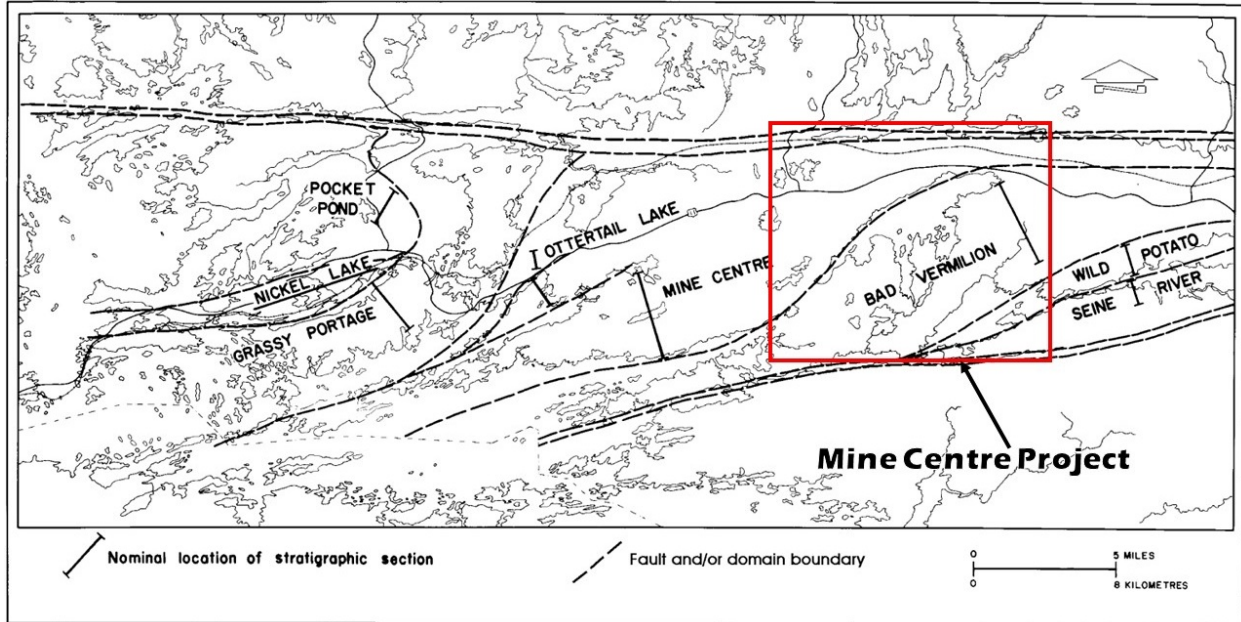 POCKET
POND
OTTERTAIL LAKE
NICKEL LAKE
GRASSY PORTAGE
MINE CENTRE
BAD VERMILION
WILD POTATO
SEINE RIVER
Mine Centre Project
Nominal location of stratigraphic section
Fault and/or domain boundary
0 5 MILES
0 8 KILOMETRES